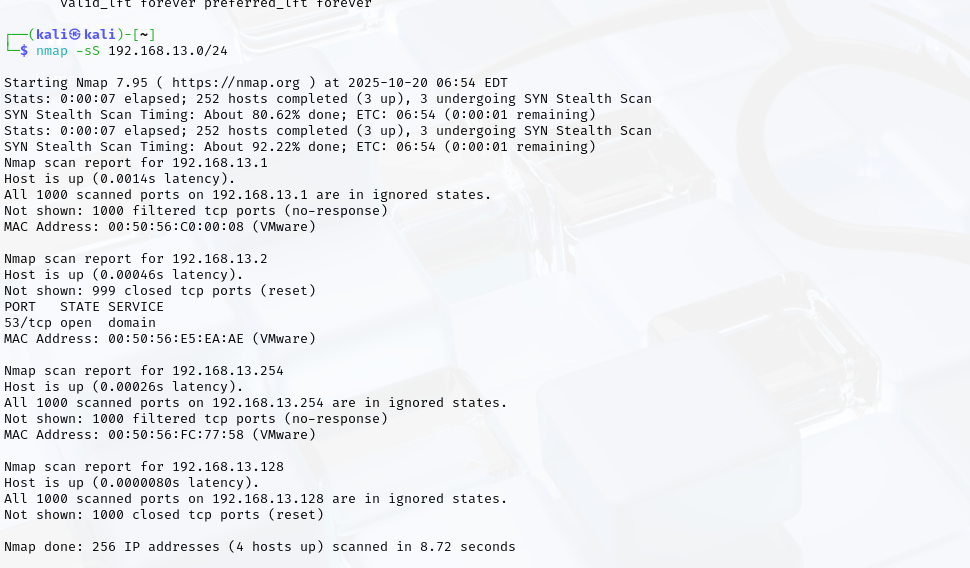 valid_lft forever preferred_lft forever
┌──(kali㉿kali)-[~]
└─$ nmap -sS 192.168.13.0/24
Starting Nmap 7.95 ( https://nmap.org ) at 2025-10-20 06:54 EDT
Stats: 0:00:07 elapsed; 252 hosts completed (3 up), 3 undergoing SYN Stealth Scan
SYN Stealth Scan Timing: About 80.62% done; ETC: 06:54 (0:00:01 remaining)
Stats: 0:00:07 elapsed; 252 hosts completed (3 up), 3 undergoing SYN Stealth Scan
SYN Stealth Scan Timing: About 92.22% done; ETC: 06:54 (0:00:01 remaining)
Nmap scan report for 192.168.13.1
Host is up (0.0014s latency).
All 1000 scanned ports on 192.168.13.1 are in ignored states.
Not shown: 1000 filtered tcp ports (no-response)
MAC Address: 00:50:56:C0:00:08 (VMware)
Nmap scan report for 192.168.13.2
Host is up (0.00046s latency).
Not shown: 999 closed tcp ports (reset)
PORT   STATE SERVICE
53/tcp open  domain
MAC Address: 00:50:56:E5:EA:AE (VMware)
Nmap scan report for 192.168.13.254
Host is up (0.00026s latency).
All 1000 scanned ports on 192.168.13.254 are in ignored states.
Not shown: 1000 filtered tcp ports (no-response)
MAC Address: 00:50:56:FC:77:58 (VMware)
Nmap scan report for 192.168.13.128
Host is up (0.0000080s latency).
All 1000 scanned ports on 192.168.13.128 are in ignored states.
Not shown: 1000 closed tcp ports (reset)
Nmap done: 256 IP addresses (4 hosts up) scanned in 8.72 seconds